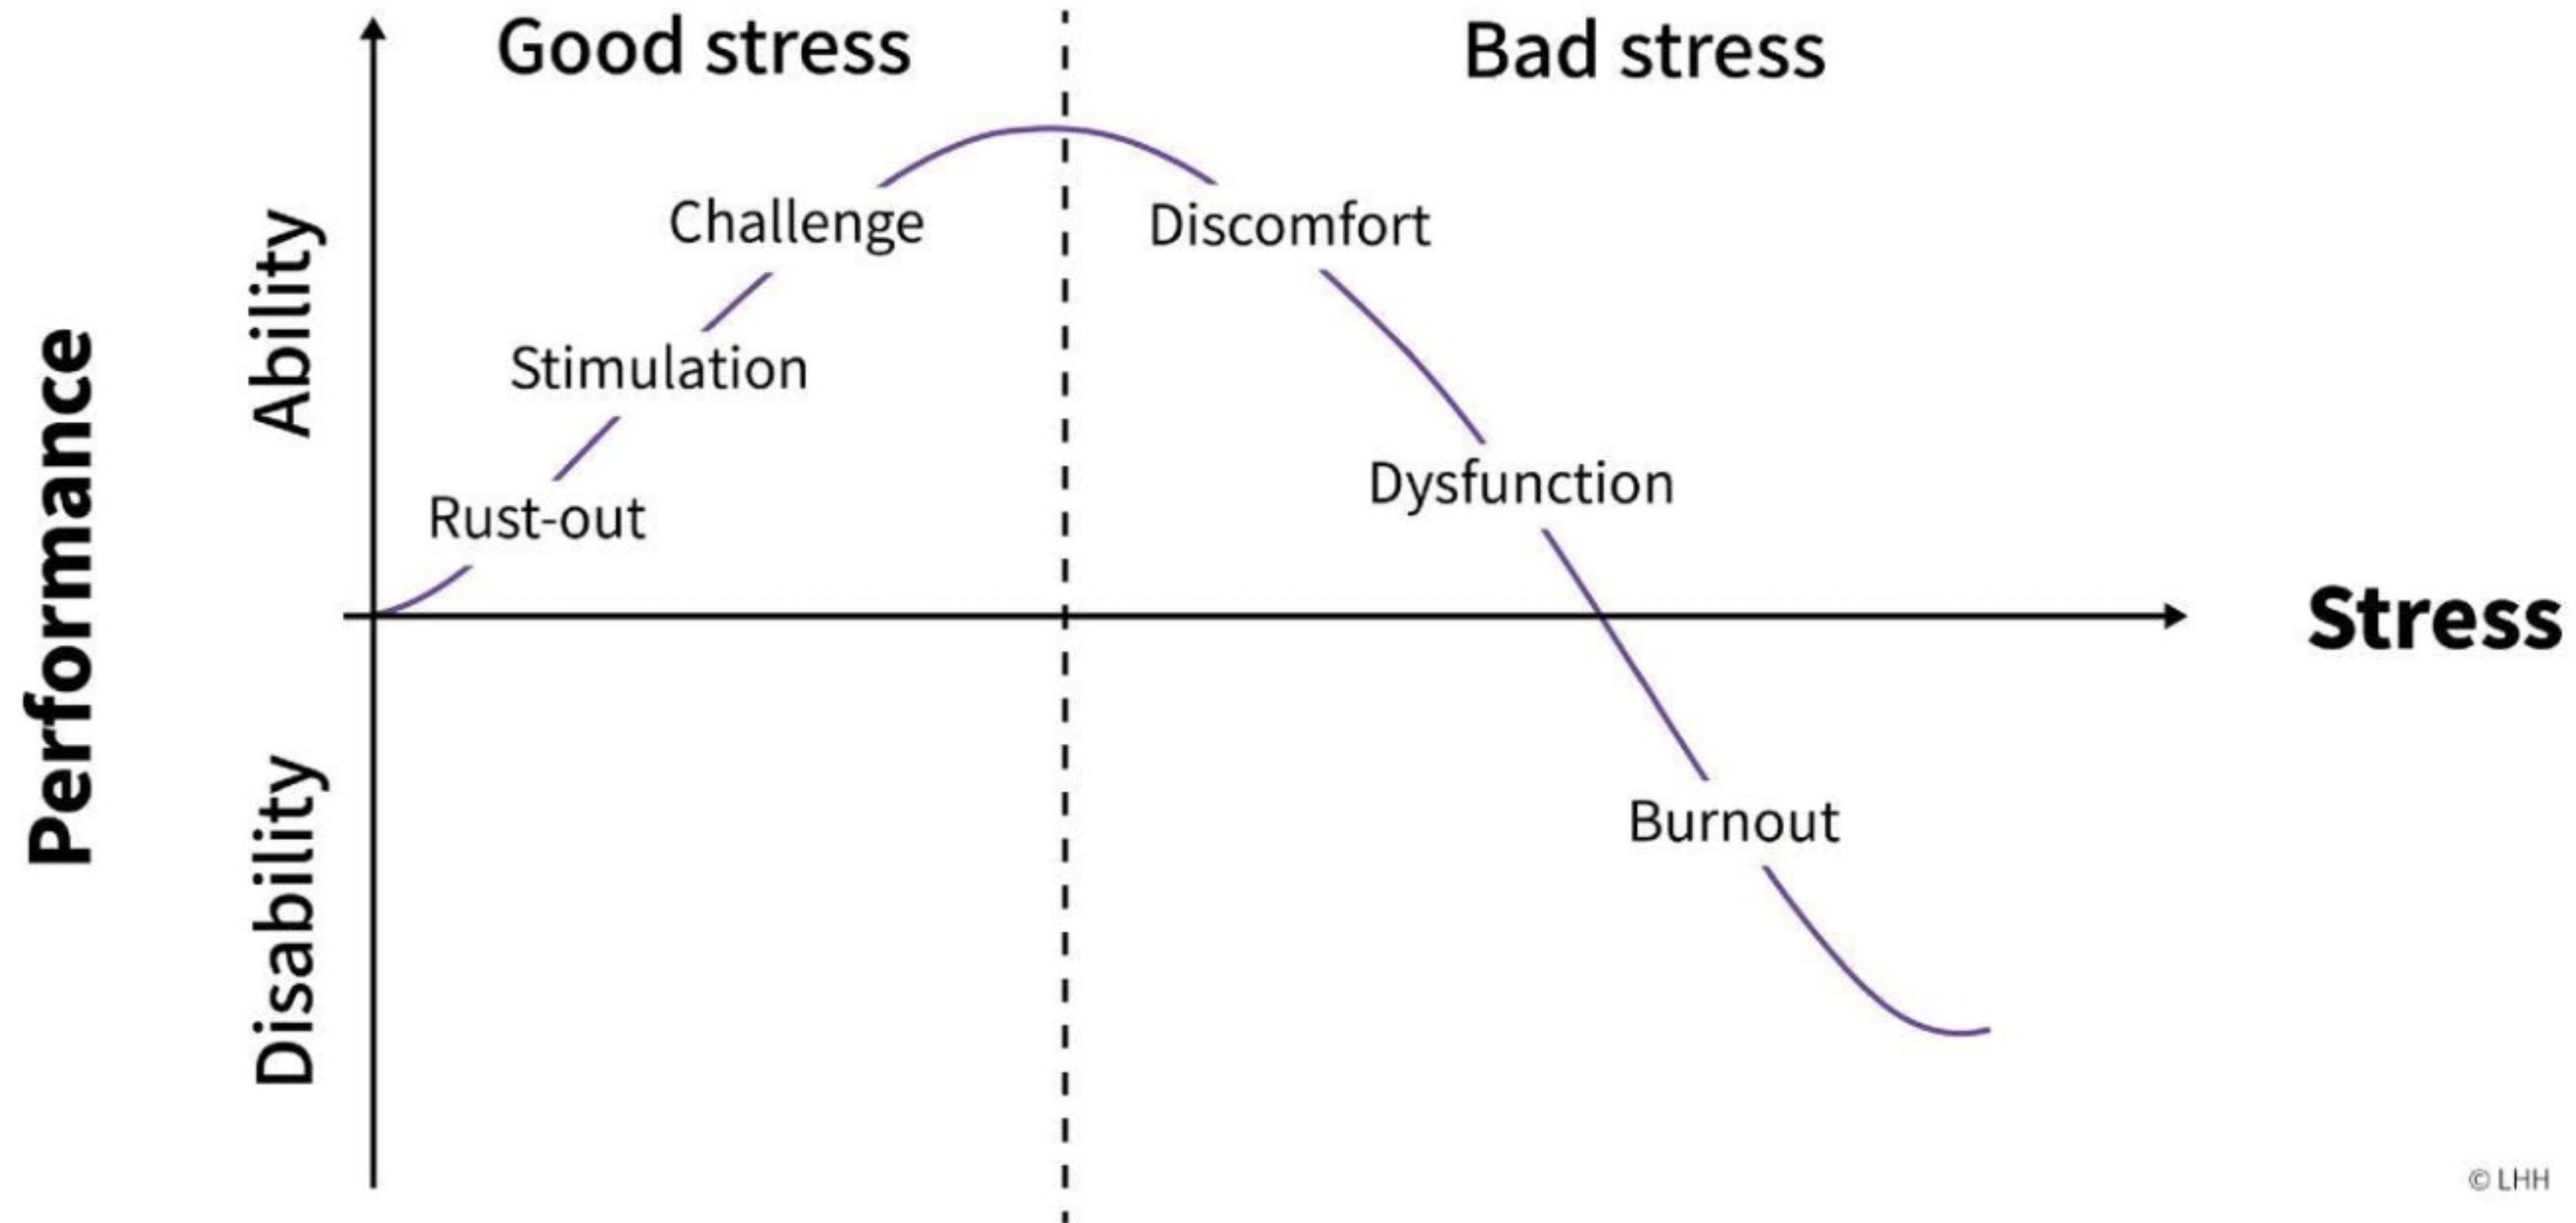 Good stress
Bad stress
Performance
Ability
Disability
Challenge
Discomfort
Stimulation
Dysfunction
Rust-out
Stress
Burnout
© LHH